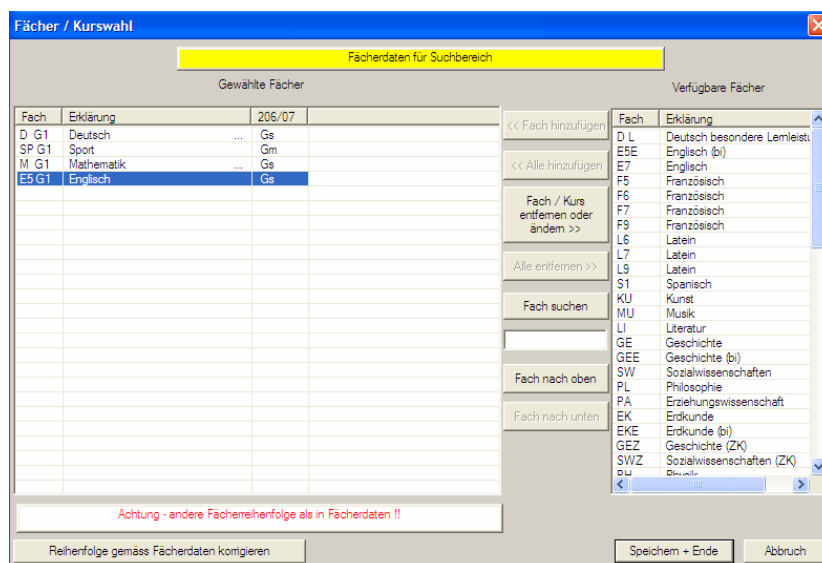 Fächer / Kurswahl
Fächerdaten für Suchbereich
Gewählte Fächer
Verfügbare Fächer
Fach Erklärung 206/07
D G1 Deutsch ... Gs
SP G1 Sport Gm
M G1 Mathematik ... Gs
E5 G1 Englisch Gs
<< Fach hinzufügen
<< Alle hinzufügen
Fach / Kurs
entfernen oder
ändern >>
Alle entfernen >>
Fach suchen
Fach nach oben
Fach nach unten
Fach Erklärung
D L Deutsch besondere Lernleistu
E5E Englisch (bi)
E7 Englisch
F5 Französisch
F6 Französisch
F7 Französisch
F9 Französisch
L6 Latein
L7 Latein
L9 Latein
S1 Spanisch
KU Kunst
MU Musik
LI Literatur
GE Geschichte
GEE Geschichte (bi)
SW Sozialwissenschaften
PL Philosophie
PA Erziehungswissenschaft
EK Erdkunde
EKE Erdkunde (bi)
GEZ Geschichte (ZK)
SWZ Sozialwissenschaften (ZK)
PH Physik
Achtung - andere Fächerreihenfolge als in Fächerdaten !!
Reihenfolge gemäss Fächerdaten korrigieren
Speichern + Ende
Abbruch